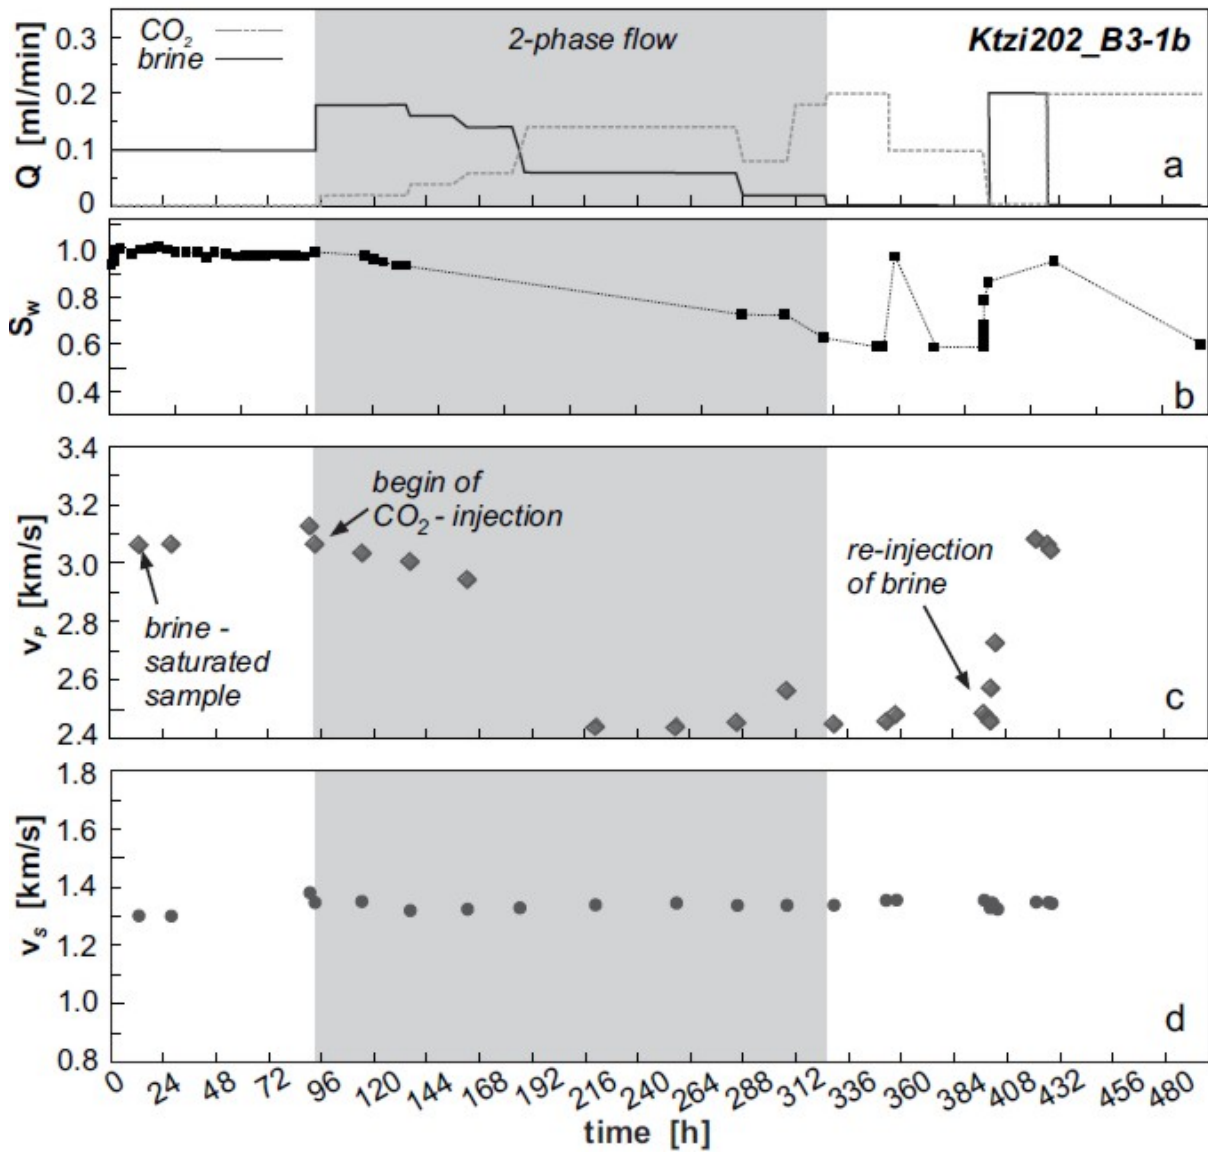 CO2
brine
2-phase flow
Ktzi202_B3-1b
Q [ml/min]
0.3
0.2
0.1
0
a
Sw
1.0
0.8
0.6
0.4
b
vP [km/s]
3.4
3.2
3.0
2.8
2.6
2.4
begin of
CO2 - injection
brine -
saturated
sample
re-injection
of brine
c
vS [km/s]
1.8
1.6
1.4
1.2
1.0
0.8
d
0 24 48 72 96 120 144 168 192 216 240 264 288 312 336 360 384 408 432 456 480
time [h]